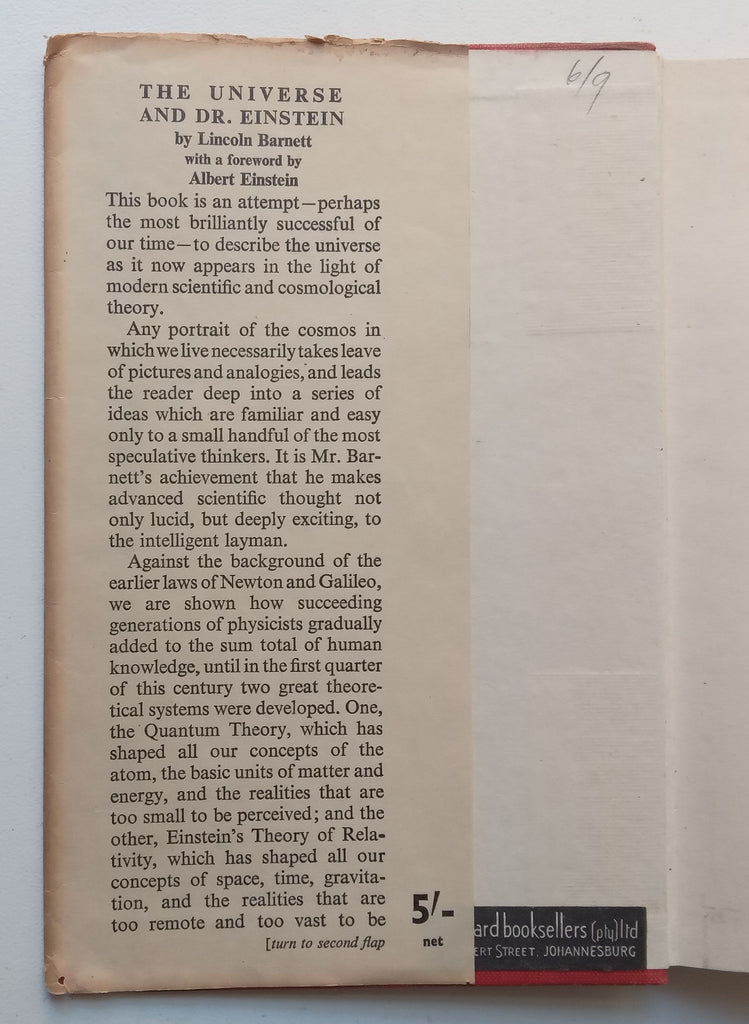 THE UNIVERSE
AND DR. EINSTEIN
by Lincoln Barnett
with a foreword by
Albert Einstein
This book is an attempt—perhaps
the most brilliantly successful of
our time—to describe the universe
as it now appears in the light of
modern scientific and cosmological
theory.
Any portrait of the cosmos in
which we live necessarily takes leave
of pictures and analogies, and leads
the reader deep into a series of
ideas which are familiar and easy
only to a small handful of the most
speculative thinkers. It is Mr. Bar-
nett's achievement that he makes
advanced scientific thought not
only lucid, but deeply exciting, to
the intelligent layman.
Against the background of the
earlier laws of Newton and Galileo,
we are shown how succeeding
generations of physicists gradually
added to the sum total of human
knowledge, until in the first quarter
of this century two great theore-
tical systems were developed. One,
the Quantum Theory, which has
shaped all our concepts of the
atom, the basic units of matter and
energy, and the realities that are
too small to be perceived; and the
other, Einstein's Theory of Rela-
tivity, which has shaped all our
concepts of space, time, gravita-
tion, and the realities that are
too remote and too vast to be
[turn to second flap
5/-
net
6/9
ard booksellers (pty) ltd
ERT STREET, JOHANNESBURG